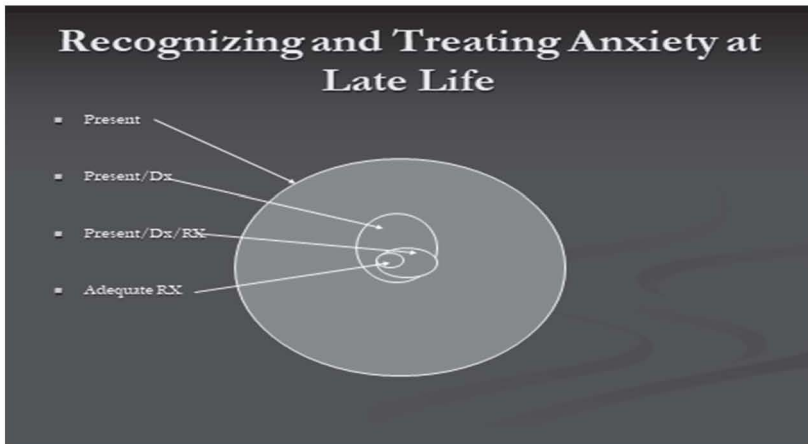 Recognizing and Treating Anxiety at
Late Life
Present
Present/Dx
Present/Dx/RX
Adequate RX